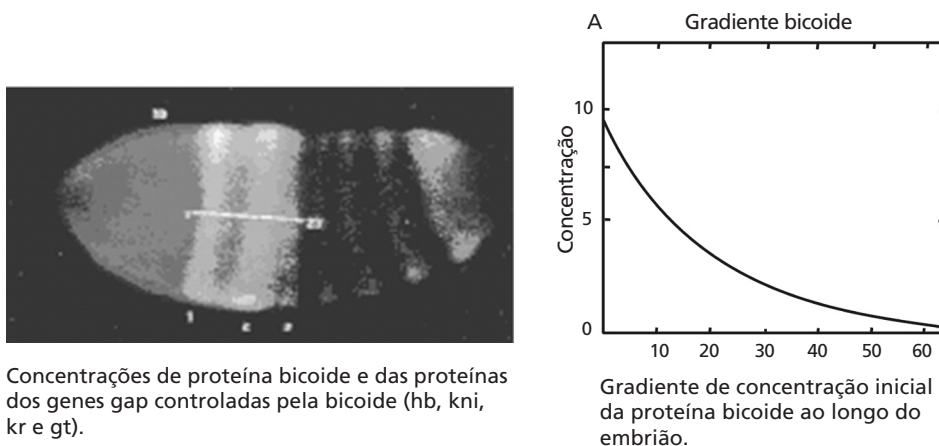 A
Gradiente bicoide
10
5
0
Concentração
10 20 30 40 50 60
Concentrações de proteína bicoide e das proteínas
dos genes gap controladas pela bicoide (hb, kni,
kr e gt).
Gradiente de concentração inicial
da proteína bicoide ao longo do
embrião.